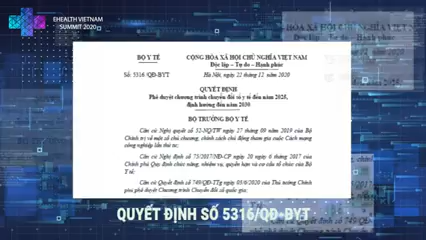 EHEALTH VIETNAM
SUMMIT 2020
BỘ Y TẾ
CỘNG HÒA XÃ HỘI CHỦ NGHĨA VIỆT NAM
Độc lập – Tự do – Hạnh phúc
Số: 5316 /QĐ-BYT
Hà Nội, ngày 22 tháng 12 năm 2020
QUYẾT ĐỊNH
Phê duyệt chương trình chuyển đổi số y tế đến năm 2025,
định hướng đến năm 2030
BỘ TRƯỞNG BỘ Y TẾ
Căn cứ Nghị quyết số 52-NQ/TW ngày 27 tháng 09 năm 2019 của Bộ
Chính trị về một số chủ trương, chính sách chủ động tham gia cuộc Cách mạng
công nghiệp lần thứ tư;
Căn cứ Nghị định số 75/2017/NĐ-CP ngày 20 tháng 6 năm 2017 của
Chính phủ Quy định chức năng, nhiệm vụ, quyền hạn và cơ cấu tổ chức của Bộ
Y tế;
Căn cứ Quyết định số 749/QĐ-TTg ngày 03/6/2020 của Thủ tướng Chính
phủ phê duyệt Chương trình Chuyển đổi số quốc gia;
QUYẾT ĐỊNH SỐ 5316/QĐ-BYT